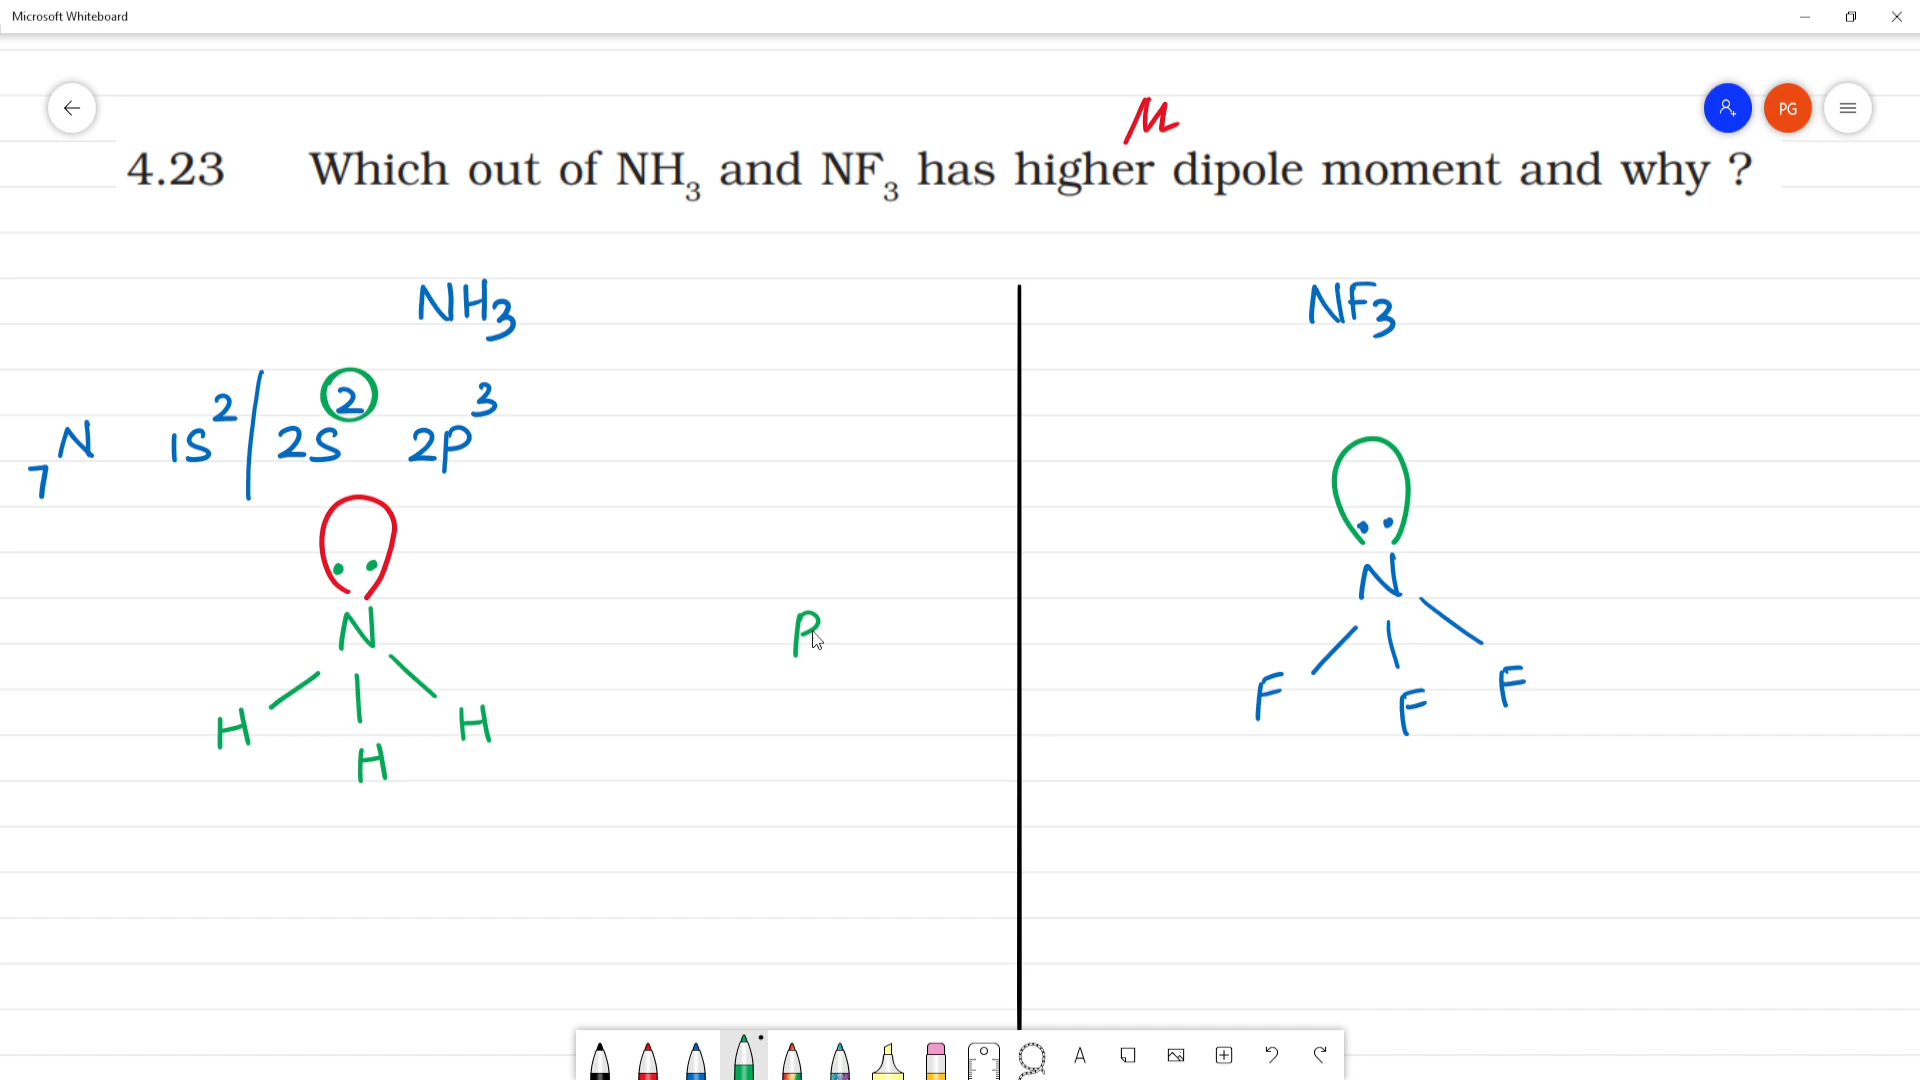 Microsoft Whiteboard
PG
μ
4.23 Which out of NH₃ and NF₃ has higher dipole moment and why ?
NH₃
NF₃
₇N 1S² 2S² 2P³
N
H H H
P
N
F F F
A